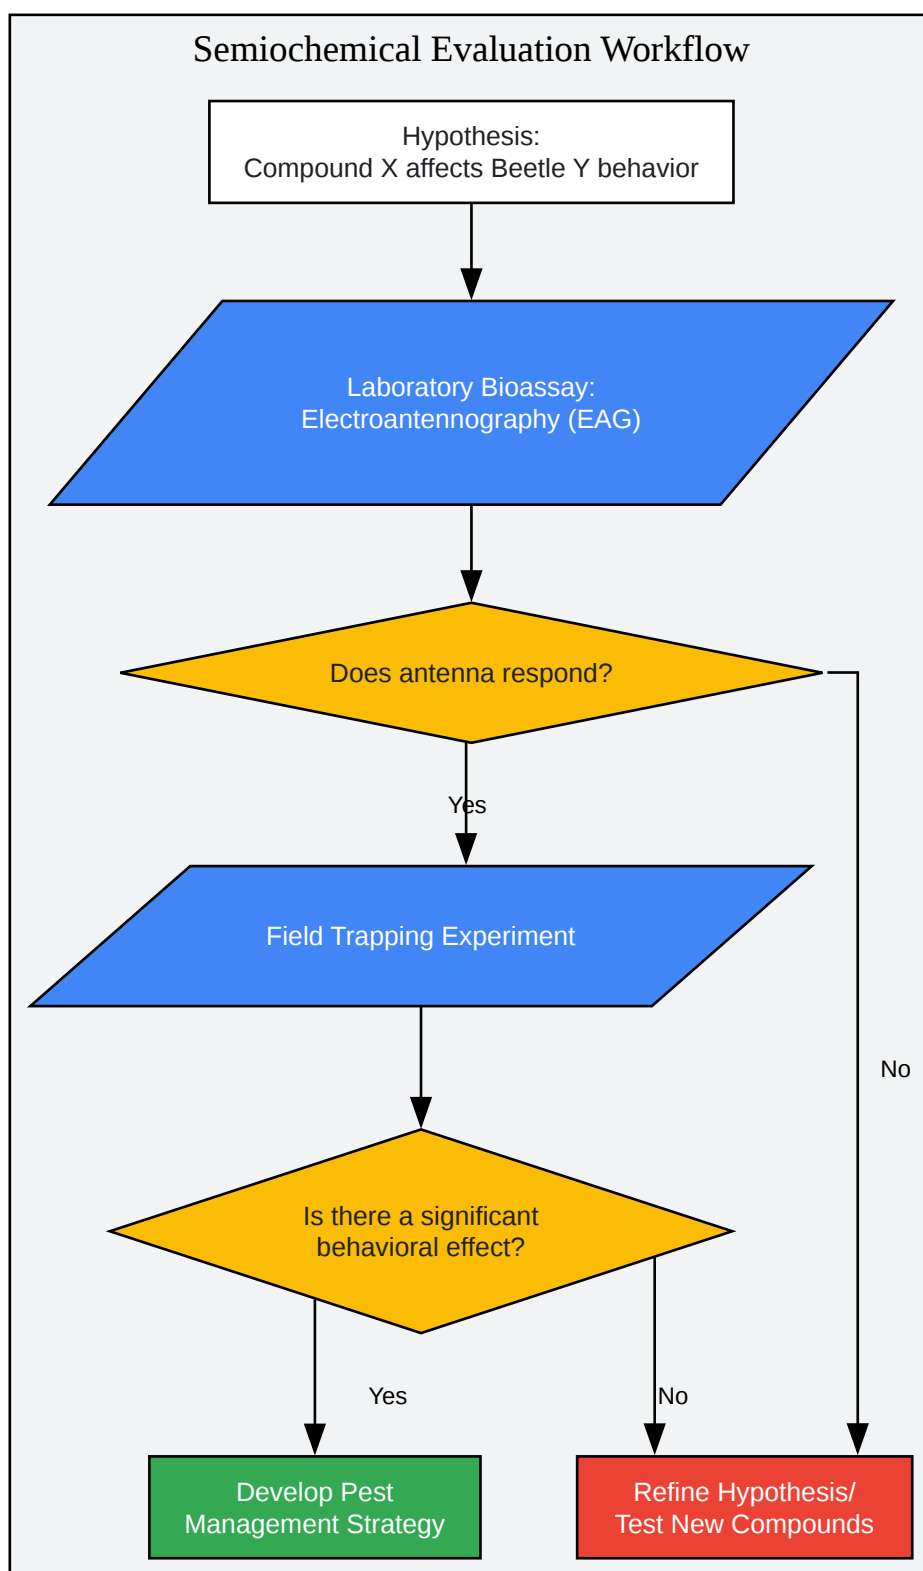 Semiochemical Evaluation Workflow
Hypothesis:
Compound X affects Beetle Y behavior
Laboratory Bioassay:
Electroantennography (EAG)
Does antenna respond?
Yes
Field Trapping Experiment
No
Is there a significant
behavioral effect?
Yes
No
Develop Pest
Management Strategy
Refine Hypothesis/
Test New Compounds